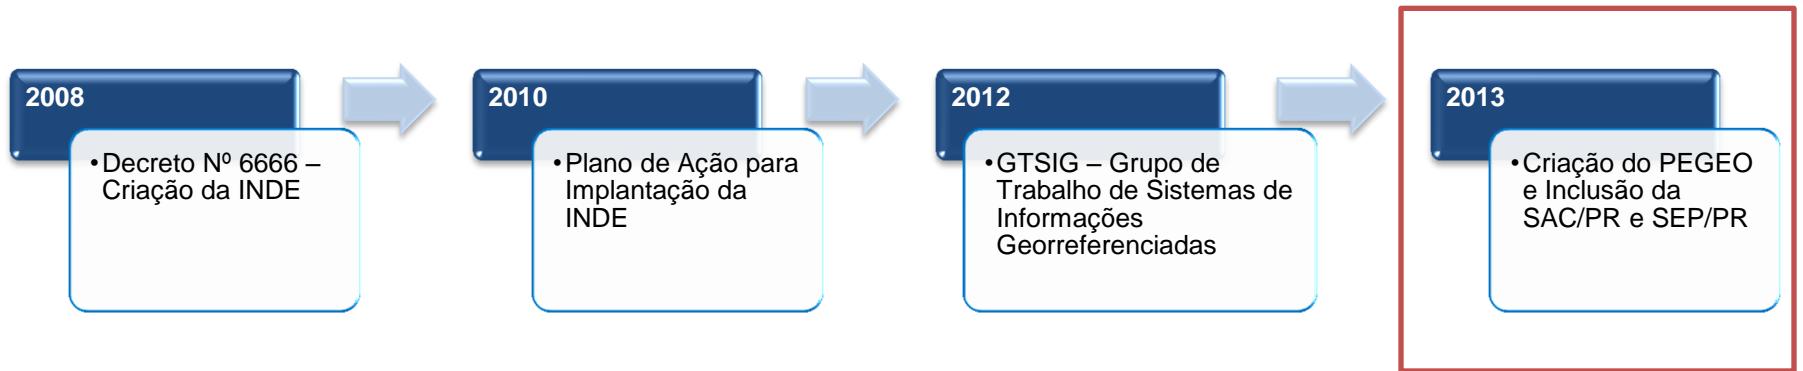 2008
•Decreto Nº 6666 –
Criação da INDE
2010
•Plano de Ação para
Implantação da
INDE
2012
•GTSIG – Grupo de
Trabalho de Sistemas de
Informações
Georreferenciadas
2013
•Criação do PEGEO
e Inclusão da
SAC/PR e SEP/PR